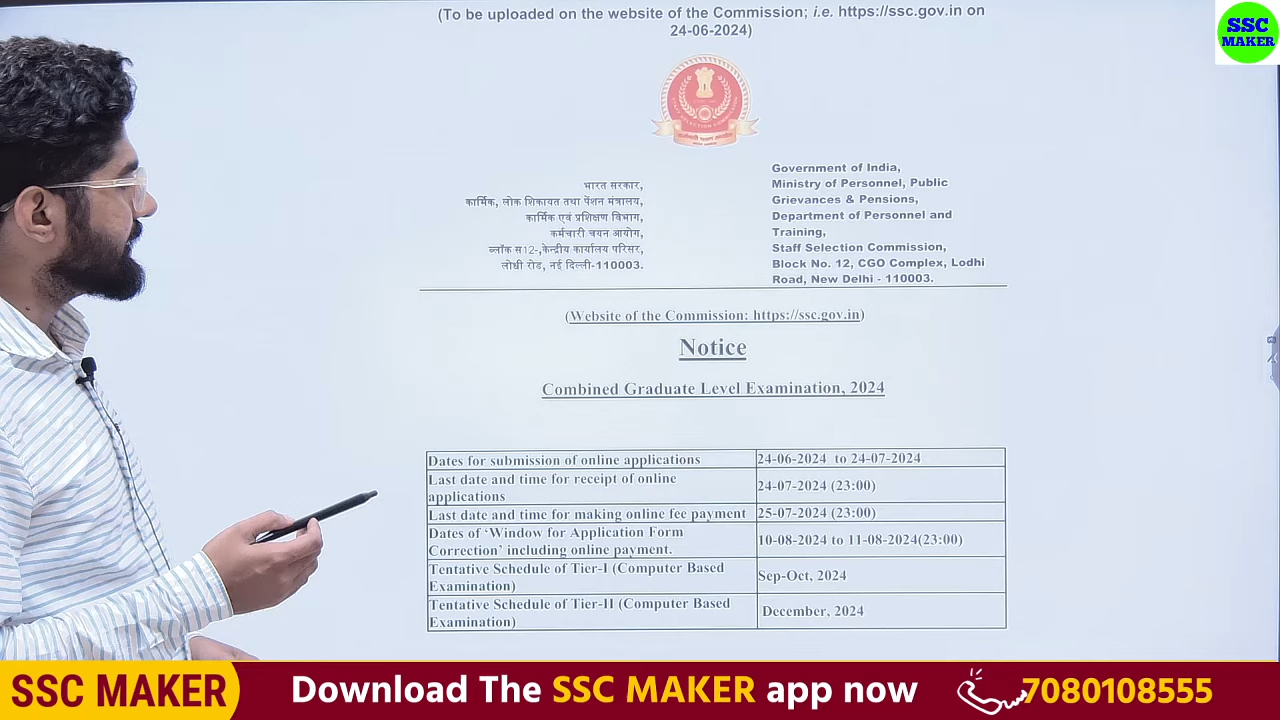 (To be uploaded on the website of the Commission; i.e. https://ssc.gov.in on
24-06-2024)
SSC
MAKER
भारत सरकार,
कार्मिक, लोक शिकायत तथा पेंशन मंत्रालय,
कार्मिक एवं प्रशिक्षण विभाग,
कर्मचारी चयन आयोग,
ब्लॉक स12-,केन्द्रीय कार्यालय परिसर,
लोधी रोड, नई दिल्ली-110003.
Government of India,
Ministry of Personnel, Public
Grievances & Pensions,
Department of Personnel and
Training,
Staff Selection Commission,
Block No. 12, CGO Complex, Lodhi
Road, New Delhi - 110003.
(Website of the Commission: https://ssc.gov.in)
Notice
Combined Graduate Level Examination, 2024
Dates for submission of online applications 24-06-2024 to 24-07-2024
Last date and time for receipt of online
applications 24-07-2024 (23:00)
Last date and time for making online fee payment 25-07-2024 (23:00)
Dates of ‘Window for Application Form
Correction’ including online payment. 10-08-2024 to 11-08-2024(23:00)
Tentative Schedule of Tier-I (Computer Based
Examination) Sep-Oct, 2024
Tentative Schedule of Tier-II (Computer Based
Examination) December, 2024
SSC MAKER Download The SSC MAKER app now 7080108555